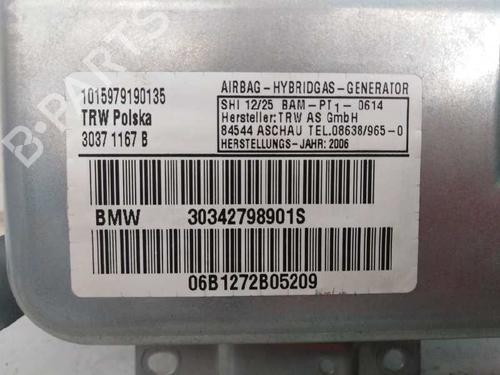 1015979190135
TRW Polska
3037 1167 B
AIRBAG-HYBRIDGAS-GENERATOR
SHI 12/25 BAM-PT1- 0614
Hersteller:TRW AS GmbH
84544 ASCHAU TEL.08638/965-0
HERSTELLUNGS-JAHR: 2006
BMW 30342798901S
06B1272B05209